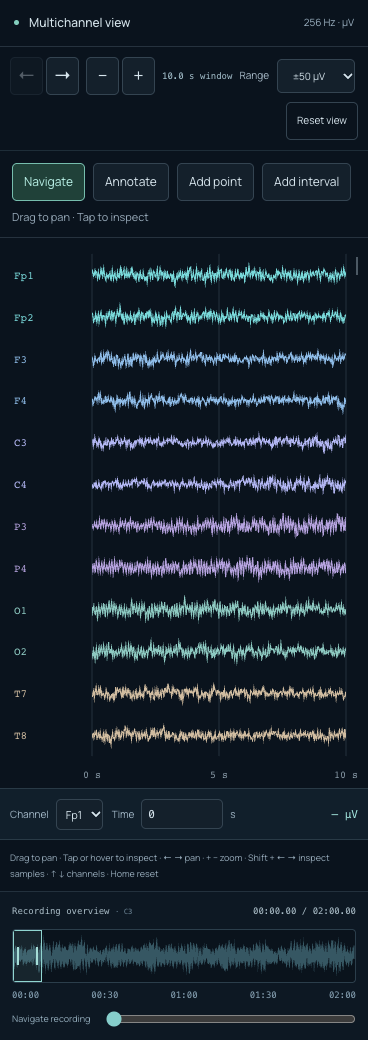 Multichannel view
256 Hz · µV
← → − + 10.0 s window Range ±50 µV
Reset view
Navigate Annotate Add point Add interval
Drag to pan · Tap to inspect
Fp1
Fp2
F3
F4
C3
C4
P3
P4
O1
O2
T7
T8
0 s 5 s 10 s
Channel Fp1 Time 0 s — µV
Drag to pan · Tap or hover to inspect · ← → pan · + − zoom · Shift + ← → inspect
samples · ↑ ↓ channels · Home reset
Recording overview · C3 00:00.00 / 02:00.00
00:00 00:30 01:00 01:30 02:00
Navigate recording